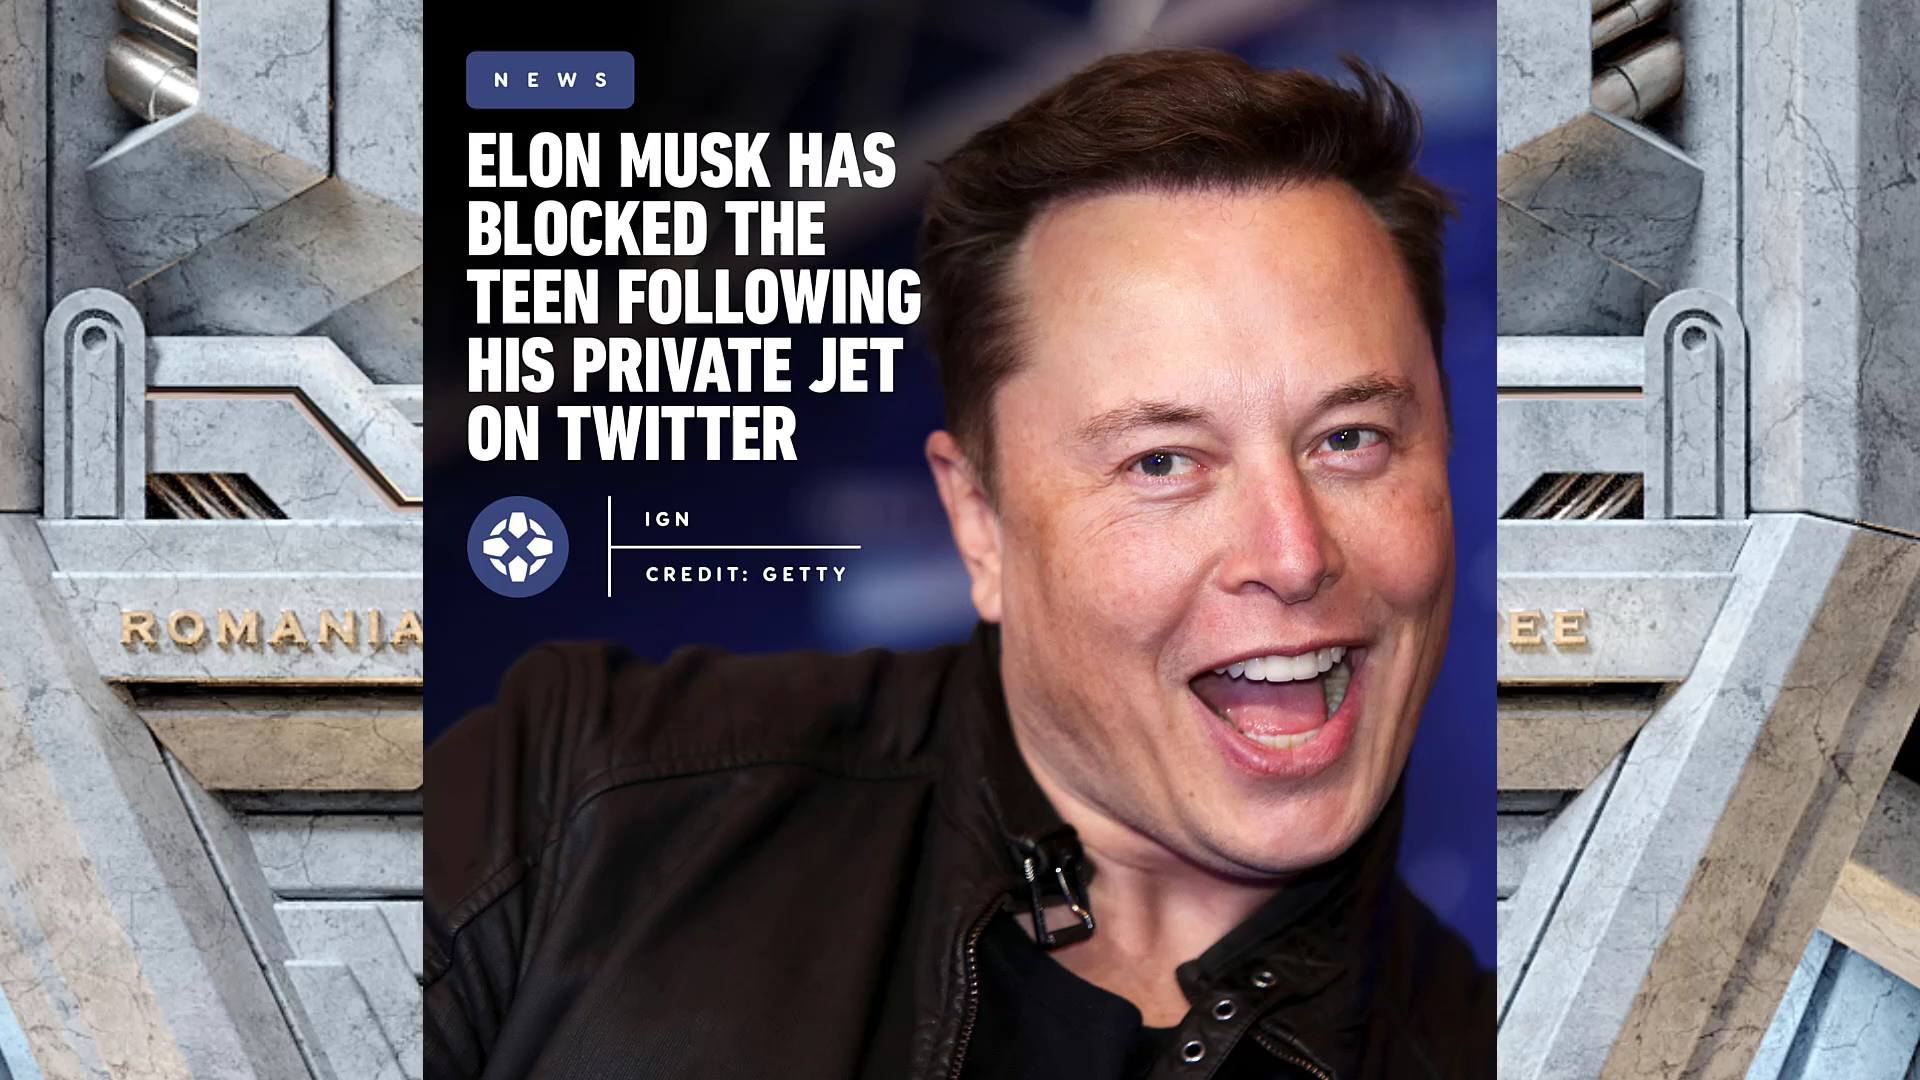 NEWS
ELON MUSK HAS
BLOCKED THE
TEEN FOLLOWING
HIS PRIVATE JET
ON TWITTER
IGN
CREDIT: GETTY
ROMANIA
EE